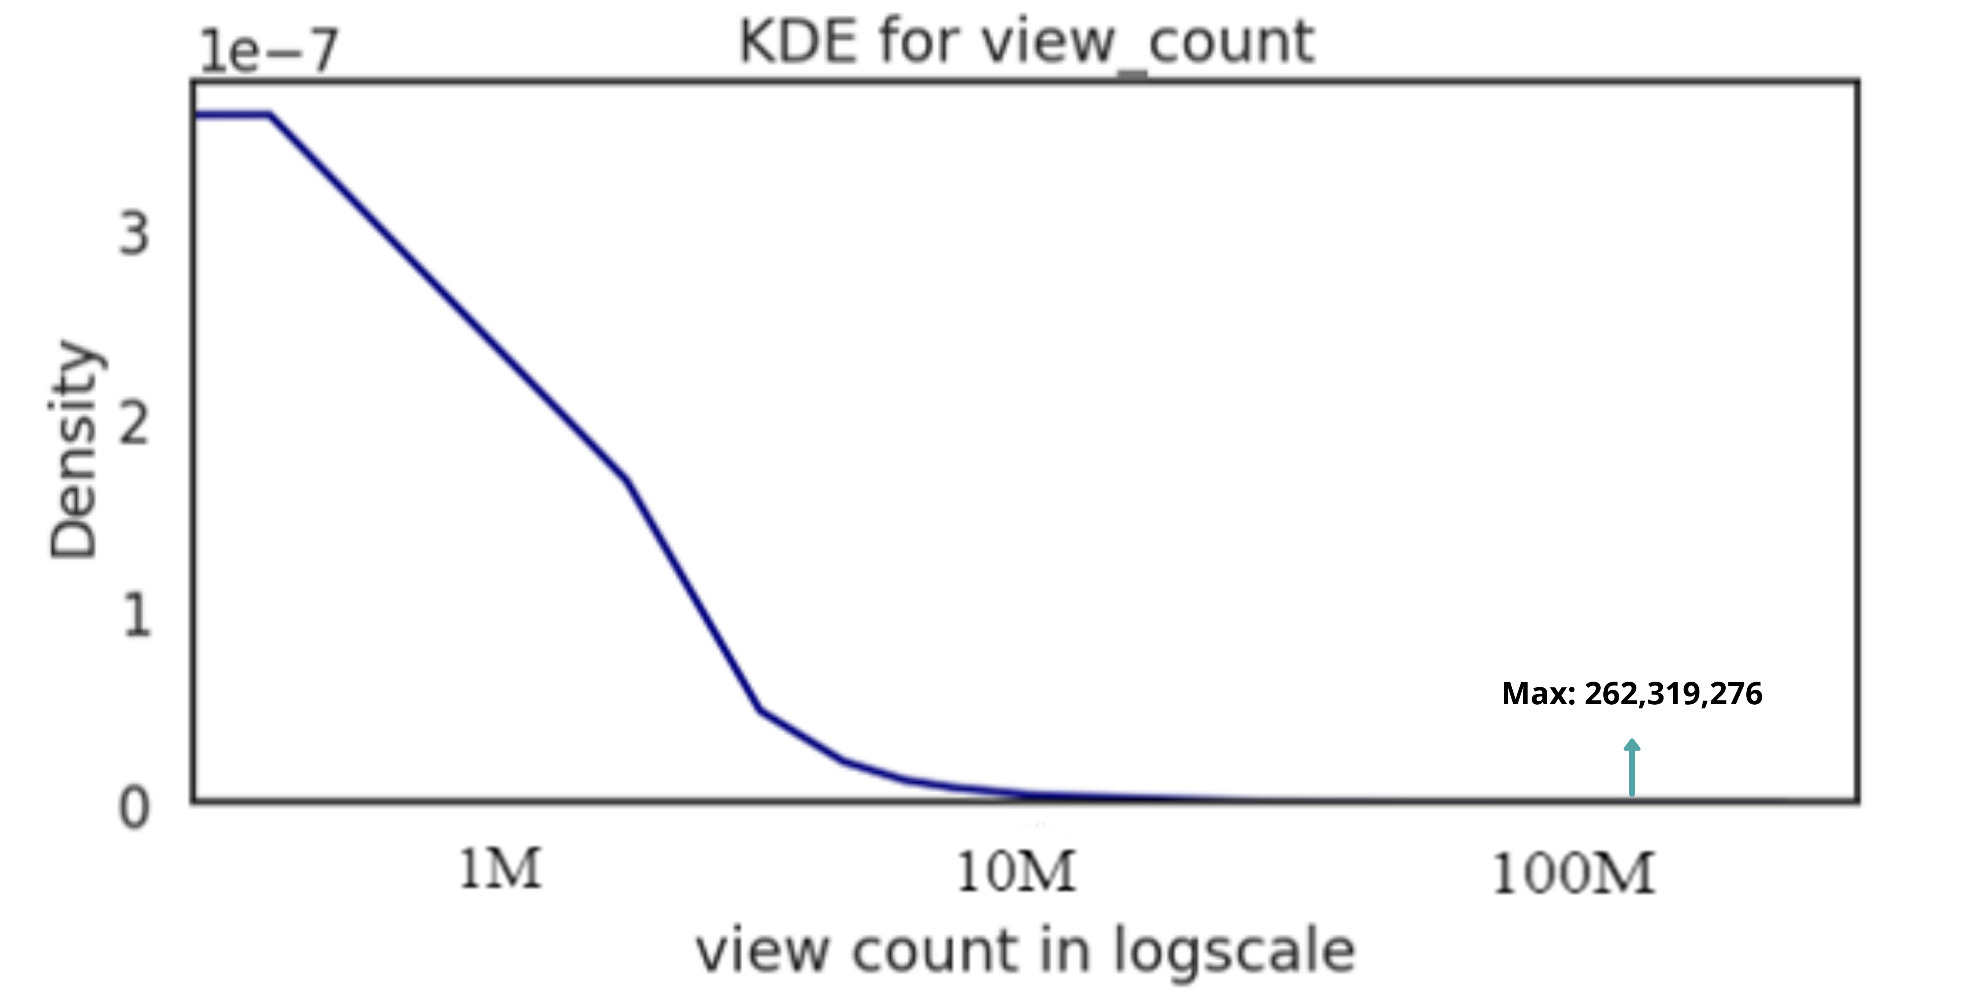 1e−7
KDE for view_count
3
2
1
0
Density
Max: 262,319,276
1M
10M
100M
view count in logscale